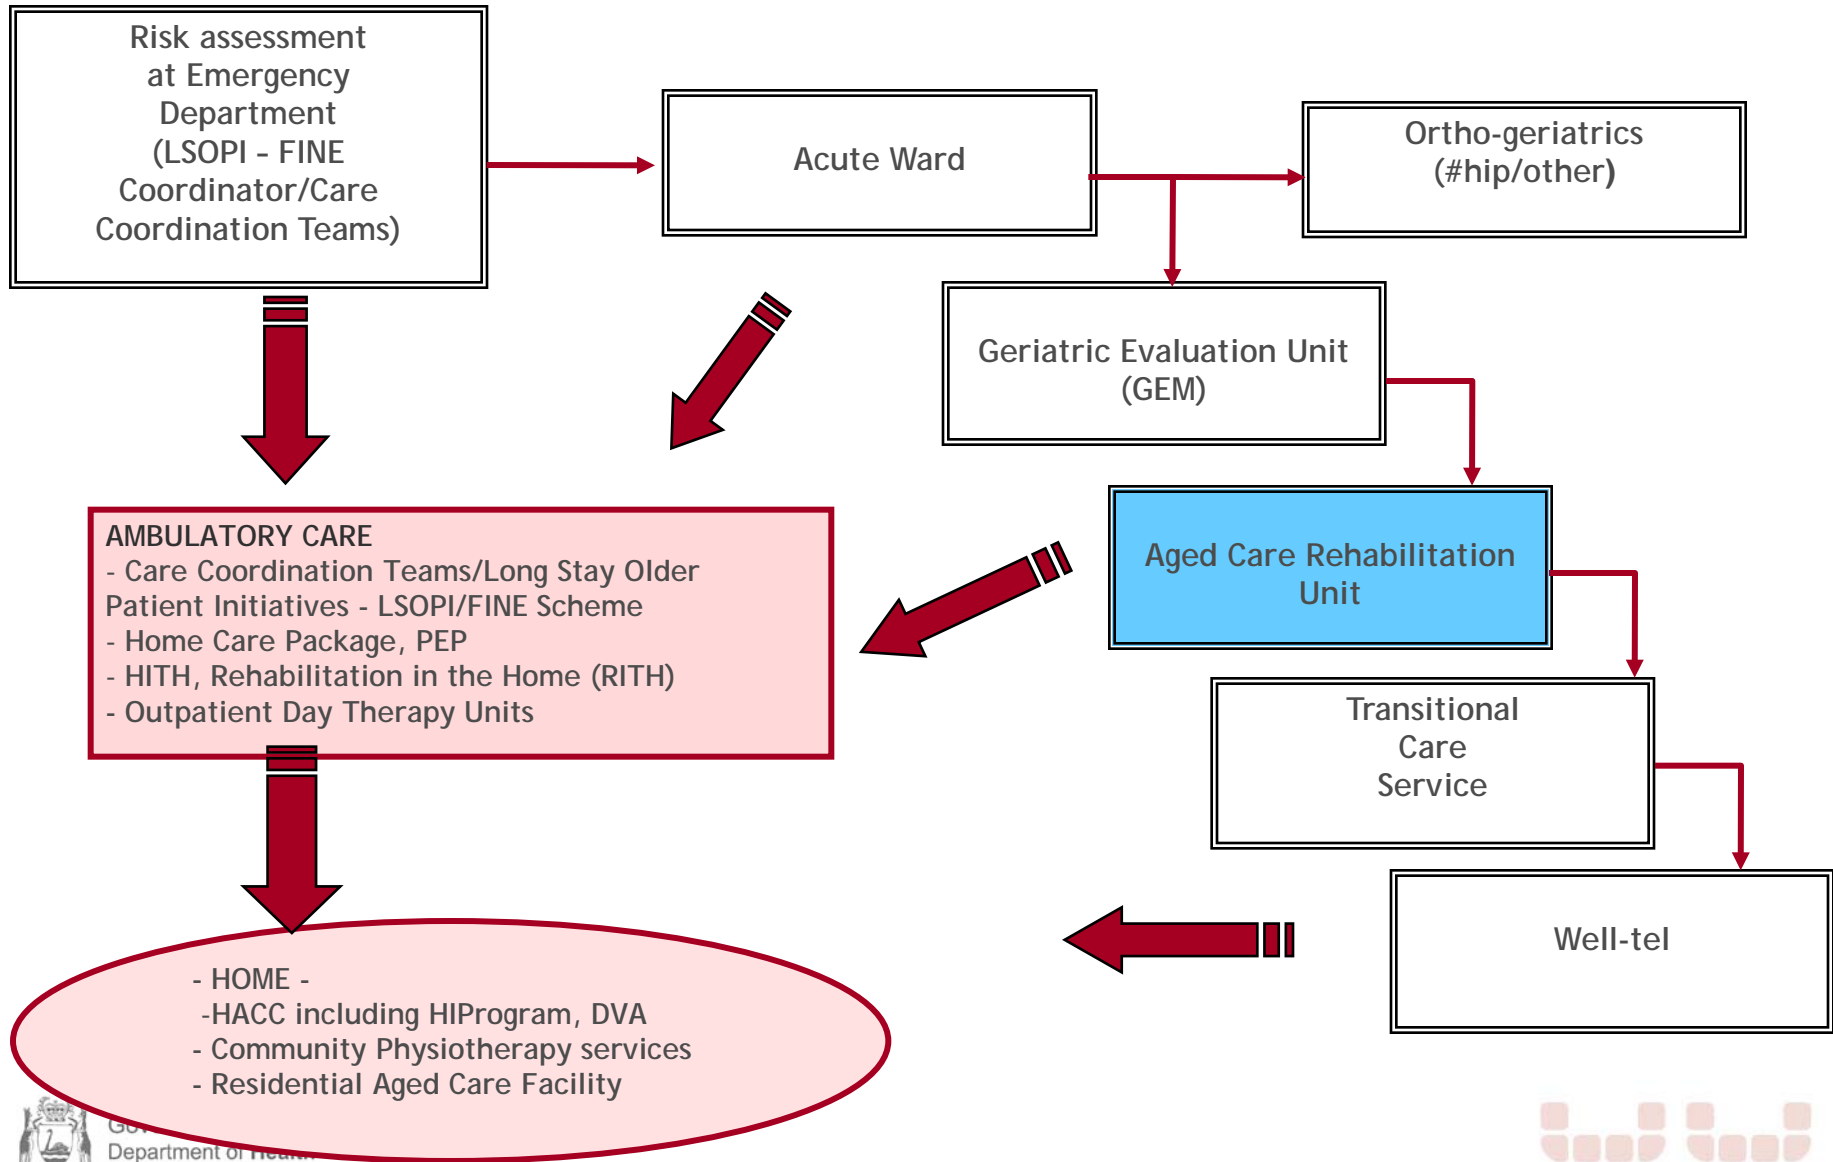 Risk assessment
at Emergency
Department
(LSOPI – FINE
Coordinator/Care
Coordination Teams)
Acute Ward
Ortho-geriatrics
(#hip/other)
Geriatric Evaluation Unit
(GEM)
Aged Care Rehabilitation
Unit
Transitional
Care
Service
Well-tel
AMBULATORY CARE
- Care Coordination Teams/Long Stay Older
Patient Initiatives - LSOPI/FINE Scheme
- Home Care Package, PEP
- HITH, Rehabilitation in the Home (RITH)
- Outpatient Day Therapy Units
- HOME -
-HACC including HIProgram, DVA
- Community Physiotherapy services
- Residential Aged Care Facility
Department of Health